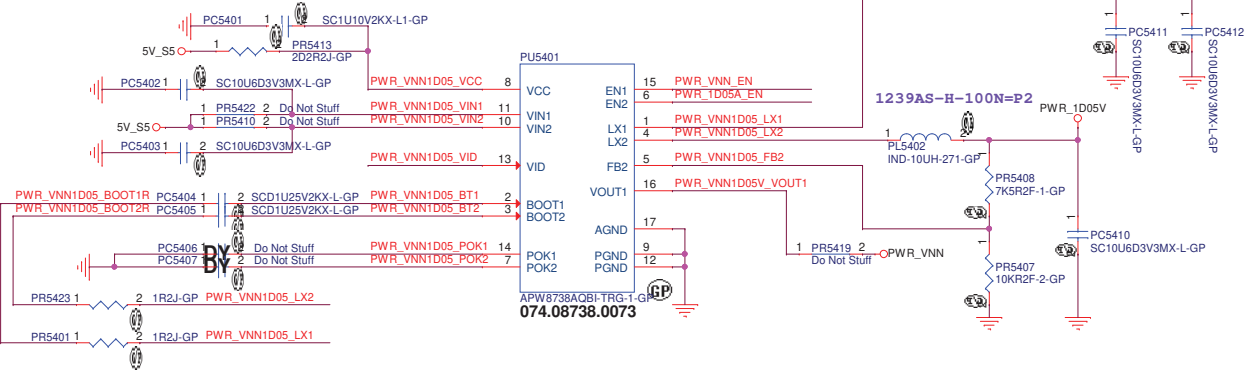 PC5401 1 SC1U10V2KX-L1-GP
5V_S5 1 PR5413
2D2R2J-GP
PC5402 1 SC10U6D3V3MX-L-GP
PR5422 1 2 Do Not Stuff
5V_S5 PR5410 1 2 Do Not Stuff
PC5403 1 2 SC10U6D3V3MX-L-GP
PWR_VNN1D05_VCC 8
PWR_VNN1D05_VIN1 11
PWR_VNN1D05_VIN2 10
PWR_VNN1D05_VID 13
PWR_VNN1D05_BOOT1R PC5404 1 2 SCD1U25V2KX-L-GP PWR_VNN1D05_BT1 2
PWR_VNN1D05_BOOT2R PC5405 1 2 SCD1U25V2KX-L-GP PWR_VNN1D05_BT2 3
PC5406 1 2 Do Not Stuff PWR_VNN1D05_POK1 14
PC5407 1 2 Do Not Stuff PWR_VNN1D05_POK2 7
BY
BY
PR5423 1 2 1R2J-GP PWR_VNN1D05_LX2
PR5401 1 2 1R2J-GP PWR_VNN1D05_LX1
PU5401
VCC
VIN1
VIN2
VID
BOOT1
BOOT2
POK1
POK2
EN1
EN2
LX1
LX2
FB2
VOUT1
AGND
PGND
PGND
APW8738AQBI-TRG-1-GP
074.08738.0073
GP
15 PWR_VNN_EN
6 PWR_1D05A_EN
1 PWR_VNN1D05_LX1
4 PWR_VNN1D05_LX2
5 PWR_VNN1D05_FB2
16 PWR_VNN1D05V_VOUT1
17
9
12
1 PR5419 2 PWR_VNN
Do Not Stuff
1239AS-H-100N=P2
PWR_1D05V
1 2
PL5402
IND-10UH-271-GP
PR5408
7K5R2F-1-GP
PR5407
10KR2F-2-GP
1
PC5410
SC10U6D3V3MX-L-GP
1
PC5411
SC10U6D3V3MX-L-GP
1
PC5412
SC10U6D3V3MX-L-GP